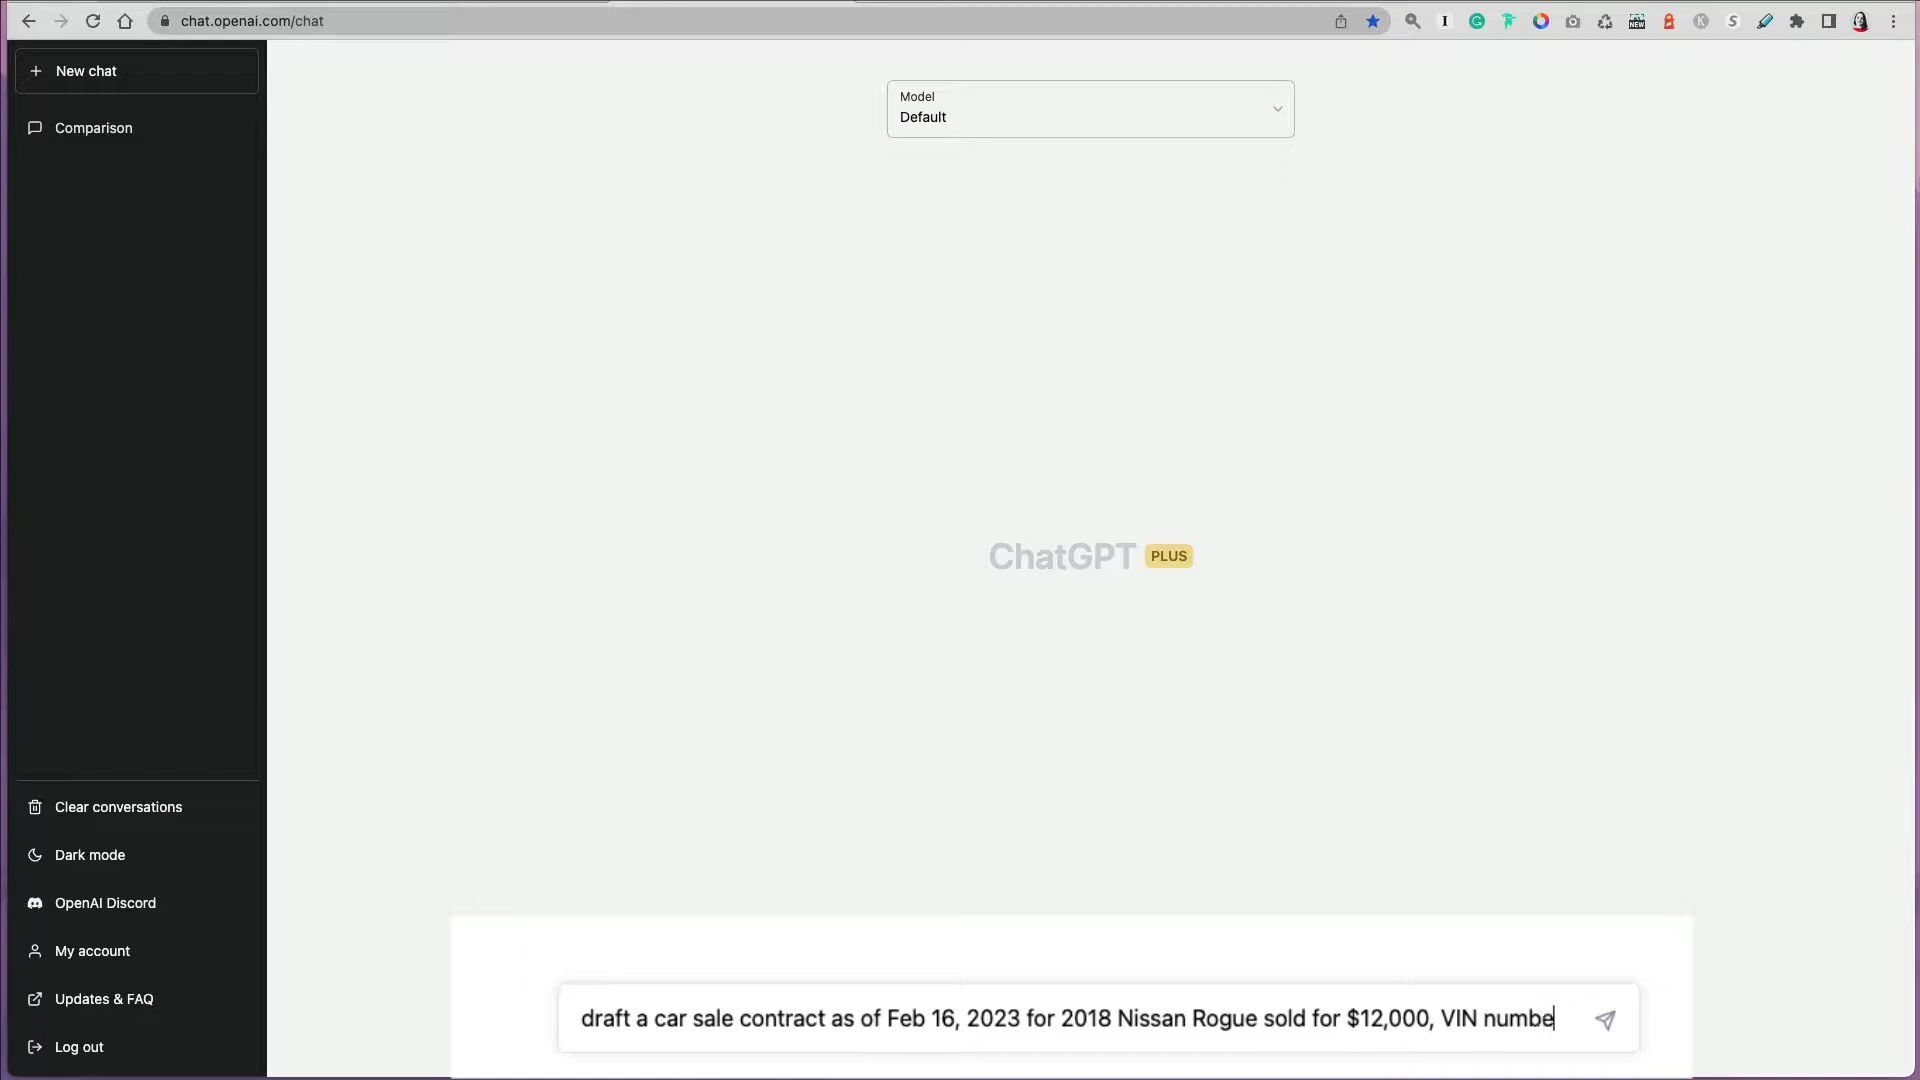 chat.openai.com/chat
New chat
Comparison
Model
Default
ChatGPT PLUS
Clear conversations
Dark mode
OpenAI Discord
My account
Updates & FAQ
Log out
draft a car sale contract as of Feb 16, 2023 for 2018 Nissan Rogue sold for $12,000, VIN numbe